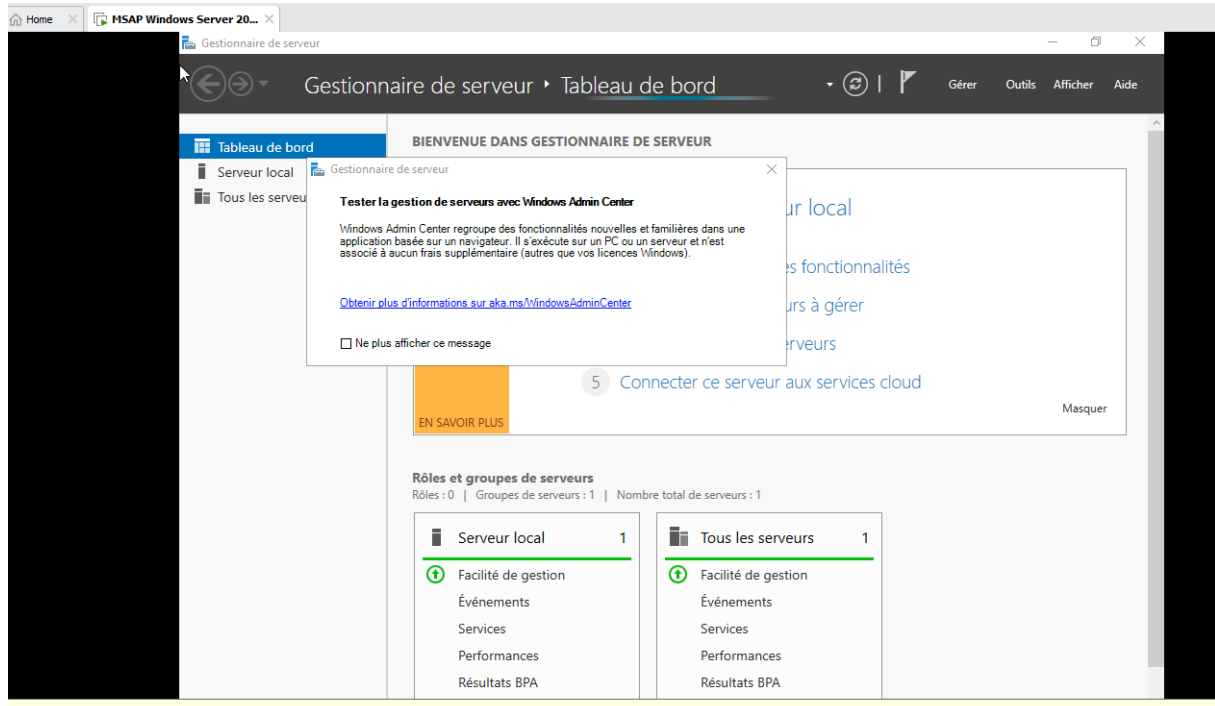 Home
MSAP Windows Server 20...
Gestionnaire de serveur
Gestionnaire de serveur • Tableau de bord
Gérer Outils Afficher Aide
Tableau de bord
Serveur local
Tous les serveu
BIENVENUE DANS GESTIONNAIRE DE SERVEUR
Gestionnaire de serveur
Tester la gestion de serveurs avec Windows Admin Center
Windows Admin Center regroupe des fonctionnalités nouvelles et familières dans une
application basée sur un navigateur. Il s'exécute sur un PC ou un serveur et n'est
associé à aucun frais supplémentaire (autres que vos licences Windows).
Obtenir plus d'informations sur aka.ms/WindowsAdminCenter
Ne plus afficher ce message
ur local
es fonctionnalités
urs à gérer
erveurs
5 Connecter ce serveur aux services cloud
EN SAVOIR PLUS
Masquer
Rôles et groupes de serveurs
Rôles : 0 | Groupes de serveurs : 1 | Nombre total de serveurs : 1
Serveur local 1
Facilité de gestion
Événements
Services
Performances
Résultats BPA
Tous les serveurs 1
Facilité de gestion
Événements
Services
Performances
Résultats BPA